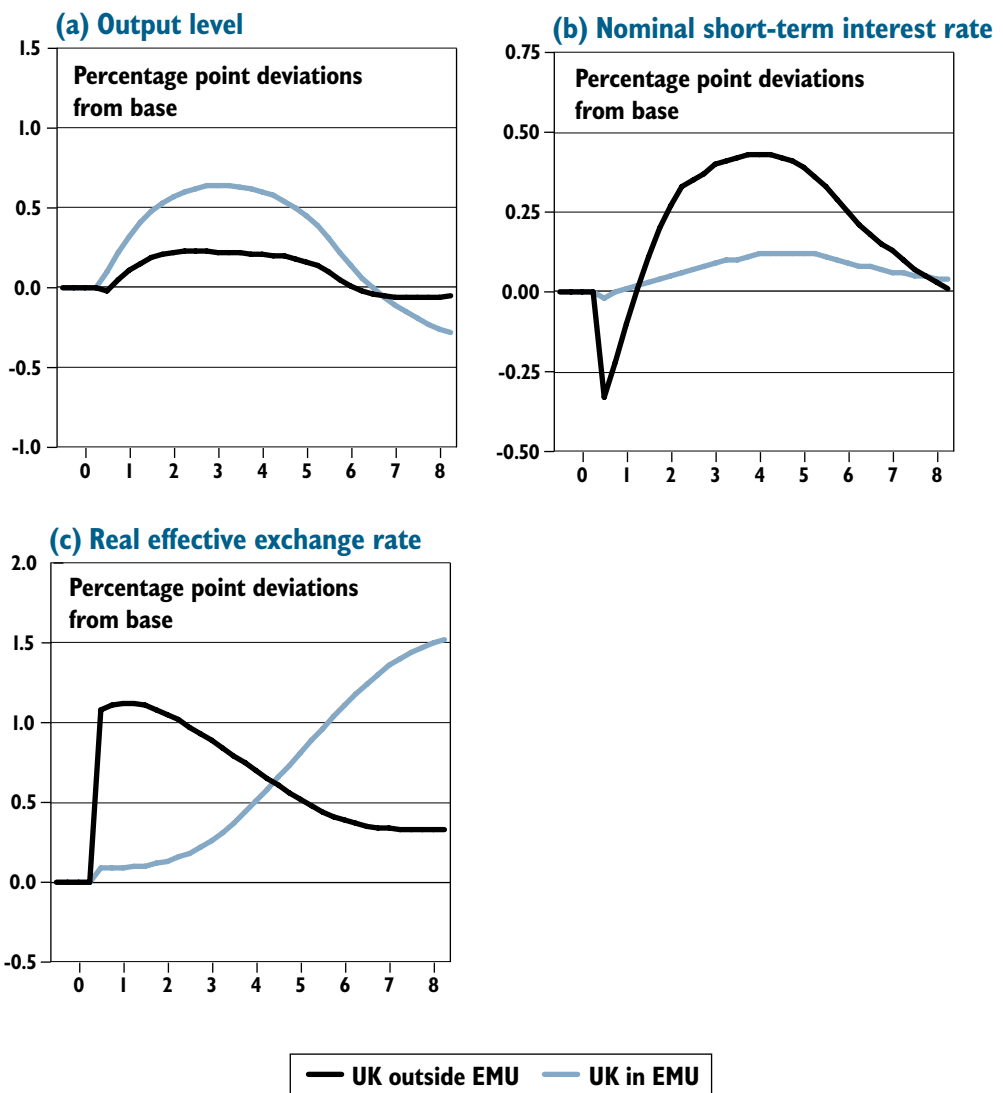 (a) Output level
1.5
Percentage point deviations
from base
1.0
0.5
0.0
-0.5
-1.0
0 1 2 3 4 5 6 7 8
(b) Nominal short-term interest rate
0.75
Percentage point deviations
from base
0.50
0.25
0.00
-0.25
-0.50
0 1 2 3 4 5 6 7 8
(c) Real effective exchange rate
2.0
Percentage point deviations
from base
1.5
1.0
0.5
0.0
-0.5
0 1 2 3 4 5 6 7 8
UK outside EMU UK in EMU